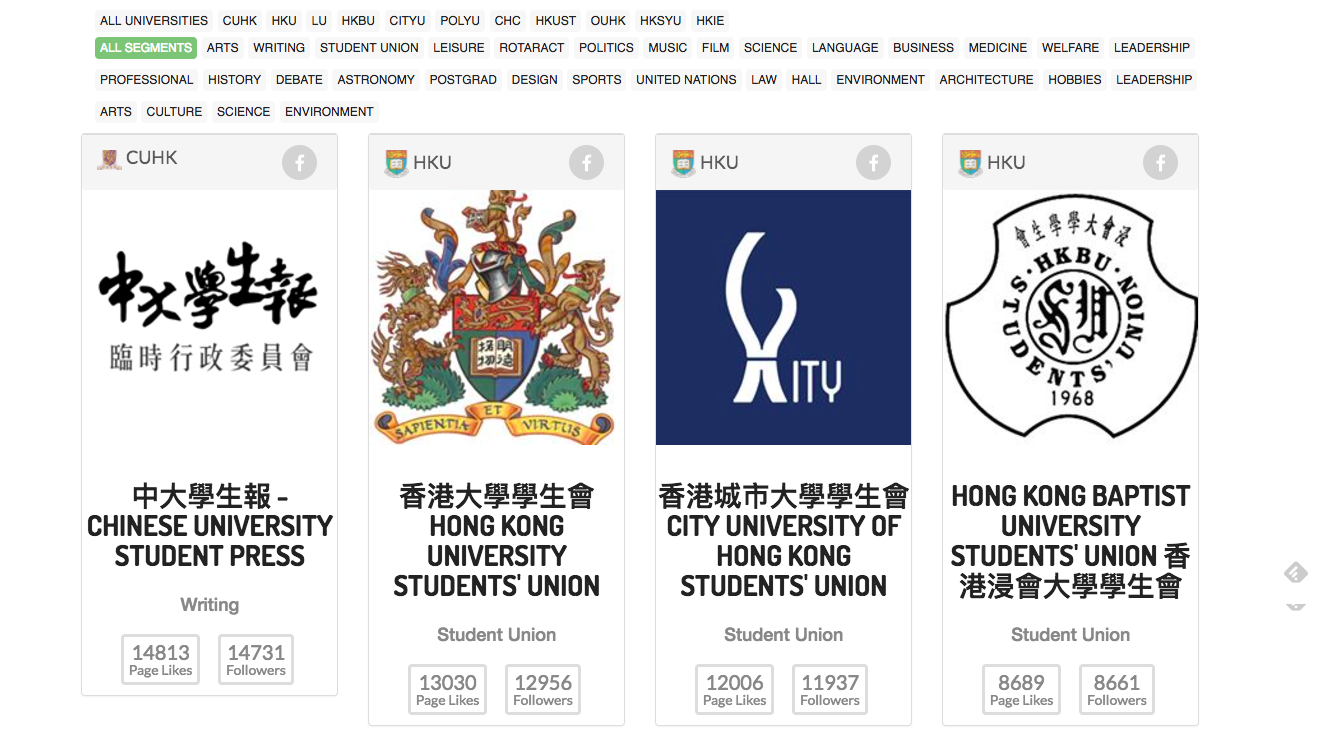 ALL UNIVERSITIES CUHK HKU LU HKBU CITYU POLYU CHC HKUST OUHK HKSYU HKIE
ALL SEGMENTS ARTS WRITING STUDENT UNION LEISURE ROTARACT POLITICS MUSIC FILM SCIENCE LANGUAGE BUSINESS MEDICINE WELFARE LEADERSHIP
PROFESSIONAL HISTORY DEBATE ASTRONOMY POSTGRAD DESIGN SPORTS UNITED NATIONS LAW HALL ENVIRONMENT ARCHITECTURE HOBBIES LEADERSHIP
ARTS CULTURE SCIENCE ENVIRONMENT
CUHK
中大學生報
臨時行政委員會
中大學生報 -
CHINESE UNIVERSITY
STUDENT PRESS
Writing
14813 14731
Page Likes Followers
HKU
明德
格物
SAPIENTIA ET VIRTUS
香港大學學生會
HONG KONG
UNIVERSITY
STUDENTS' UNION
Student Union
13030 12956
Page Likes Followers
HKU
CITY
香港城市大學學生會
CITY UNIVERSITY OF
HONG KONG
STUDENTS' UNION
Student Union
12006 11937
Page Likes Followers
HKU
會生學學大會浸
·HKBU·
STUDENTS' UNION
SU
1968
HONG KONG BAPTIST
UNIVERSITY
STUDENTS' UNION 香
港浸會大學學生會
Student Union
8689 8661
Page Likes Followers